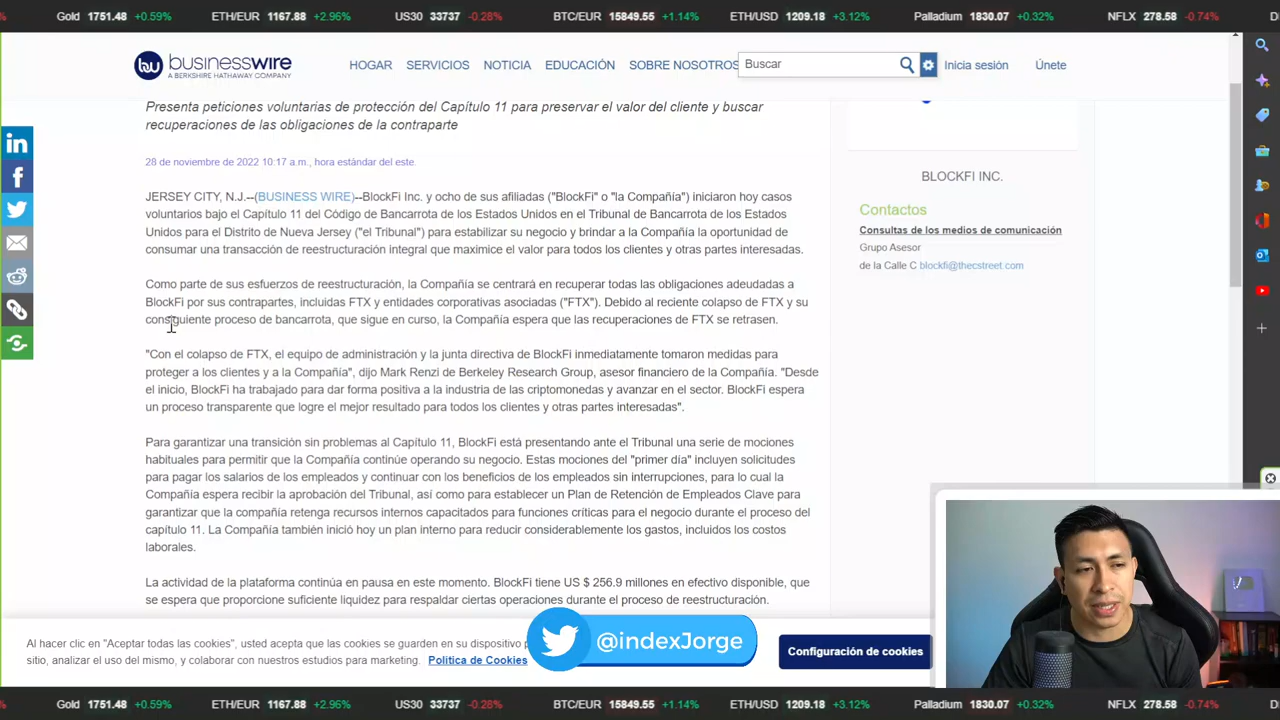 Gold 1751.48 +0.59% ETH/EUR 1167.88 +2.96% US30 33737 -0.28% BTC/EUR 15849.55 +1.14% ETH/USD 1209.18 +3.12% Palladium 1830.07 +0.32% NFLX 278.58 -0.74%
businesswire
A BERKSHIRE HATHAWAY COMPANY
HOGAR SERVICIOS NOTICIA EDUCACIÓN SOBRE NOSOTROS Buscar Inicia sesión Únete
Presenta peticiones voluntarias de protección del Capítulo 11 para preservar el valor del cliente y buscar
recuperaciones de las obligaciones de la contraparte
28 de noviembre de 2022 10:17 a.m., hora estándar del este.
JERSEY CITY, N.J.--(BUSINESS WIRE)--BlockFi Inc. y ocho de sus afiliadas ("BlockFi" o "la Compañía") iniciaron hoy casos
voluntarios bajo el Capítulo 11 del Código de Bancarrota de los Estados Unidos en el Tribunal de Bancarrota de los Estados
Unidos para el Distrito de Nueva Jersey ("el Tribunal") para estabilizar su negocio y brindar a la Compañía la oportunidad de
consumar una transacción de reestructuración integral que maximice el valor para todos los clientes y otras partes interesadas.
Como parte de sus esfuerzos de reestructuración, la Compañía se centrará en recuperar todas las obligaciones adeudadas a
BlockFi por sus contrapartes, incluidas FTX y entidades corporativas asociadas ("FTX"). Debido al reciente colapso de FTX y su
consiguiente proceso de bancarrota, que sigue en curso, la Compañía espera que las recuperaciones de FTX se retrasen.
"Con el colapso de FTX, el equipo de administración y la junta directiva de BlockFi inmediatamente tomaron medidas para
proteger a los clientes y a la Compañía", dijo Mark Renzi de Berkeley Research Group, asesor financiero de la Compañía. "Desde
el inicio, BlockFi ha trabajado para dar forma positiva a la industria de las criptomonedas y avanzar en el sector. BlockFi espera
un proceso transparente que logre el mejor resultado para todos los clientes y otras partes interesadas".
Para garantizar una transición sin problemas al Capítulo 11, BlockFi está presentando ante el Tribunal una serie de mociones
habituales para permitir que la Compañía continúe operando su negocio. Estas mociones del "primer día" incluyen solicitudes
para pagar los salarios de los empleados y continuar con los beneficios de los empleados sin interrupciones, para lo cual la
Compañía espera recibir la aprobación del Tribunal, así como para establecer un Plan de Retención de Empleados Clave para
garantizar que la compañía retenga recursos internos capacitados para funciones críticas para el negocio durante el proceso del
capítulo 11. La Compañía también inició hoy un plan interno para reducir considerablemente los gastos, incluidos los costos
laborales.
La actividad de la plataforma continúa en pausa en este momento. BlockFi tiene US $ 256.9 millones en efectivo disponible, que
se espera que proporcione suficiente liquidez para respaldar ciertas operaciones durante el proceso de reestructuración.
BLOCKFI INC.
Contactos
Consultas de los medios de comunicación
Grupo Asesor
de la Calle C blockfi@thecstreet.com
Al hacer clic en "Aceptar todas las cookies", usted acepta que las cookies se guarden en su dispositivo
sitio, analizar el uso del mismo, y colaborar con nuestros estudios para marketing. Política de Cookies
@indexJorge
Configuración de cookies
Gold 1751.48 +0.59% ETH/EUR 1167.88 +2.96% US30 33737 -0.28% BTC/EUR 15849.55 +1.14% ETH/USD 1209.18 +3.12% Palladium 1830.07 +0.32% NFLX 278.58 -0.74%